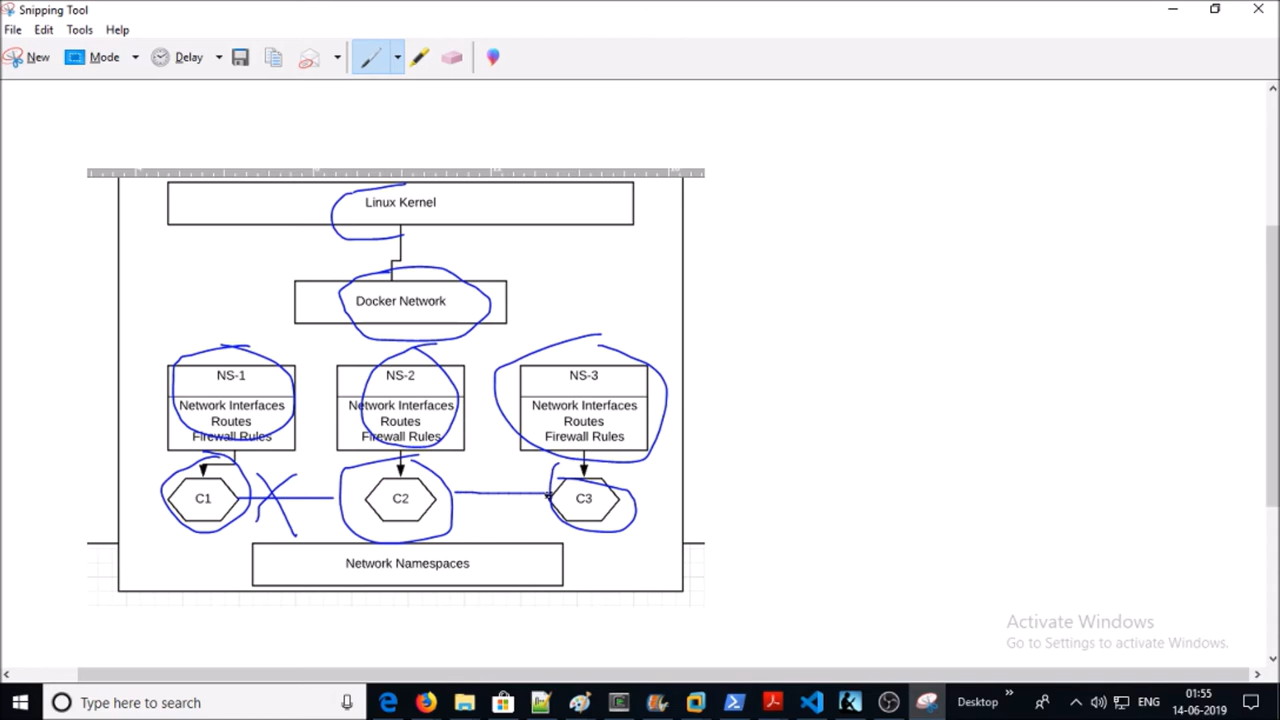 Snipping Tool
File Edit Tools Help
New Mode Delay
Linux Kernel
Docker Network
NS-1 NS-2 NS-3
Network Interfaces Network Interfaces Network Interfaces
Routes Routes Routes
Firewall Rules Firewall Rules Firewall Rules
C1 C2 C3
Network Namespaces
Activate Windows
Go to Settings to activate Windows.
Type here to search Desktop ENG 01:55
14-06-2019